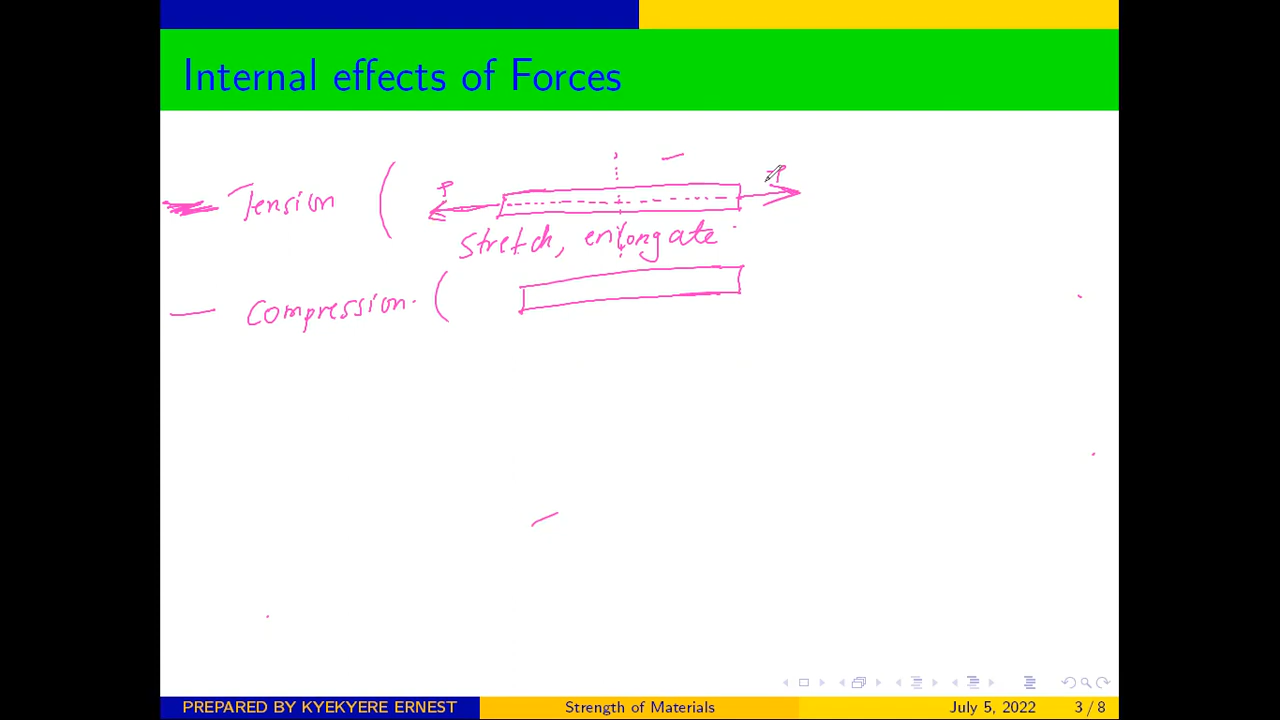 Internal effects of Forces
Tension ( P P
stretch, enlongate
Compression. (
PREPARED BY KYEKYERE ERNEST Strength of Materials July 5, 2022 3 / 8